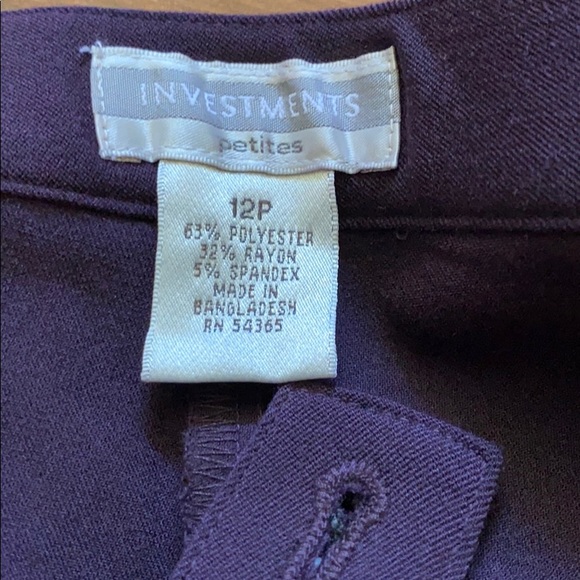 INVESTMENTS
petites
12P
63% POLYESTER
32% RAYON
5% SPANDEX
MADE IN
BANGLADESH
RN 54365